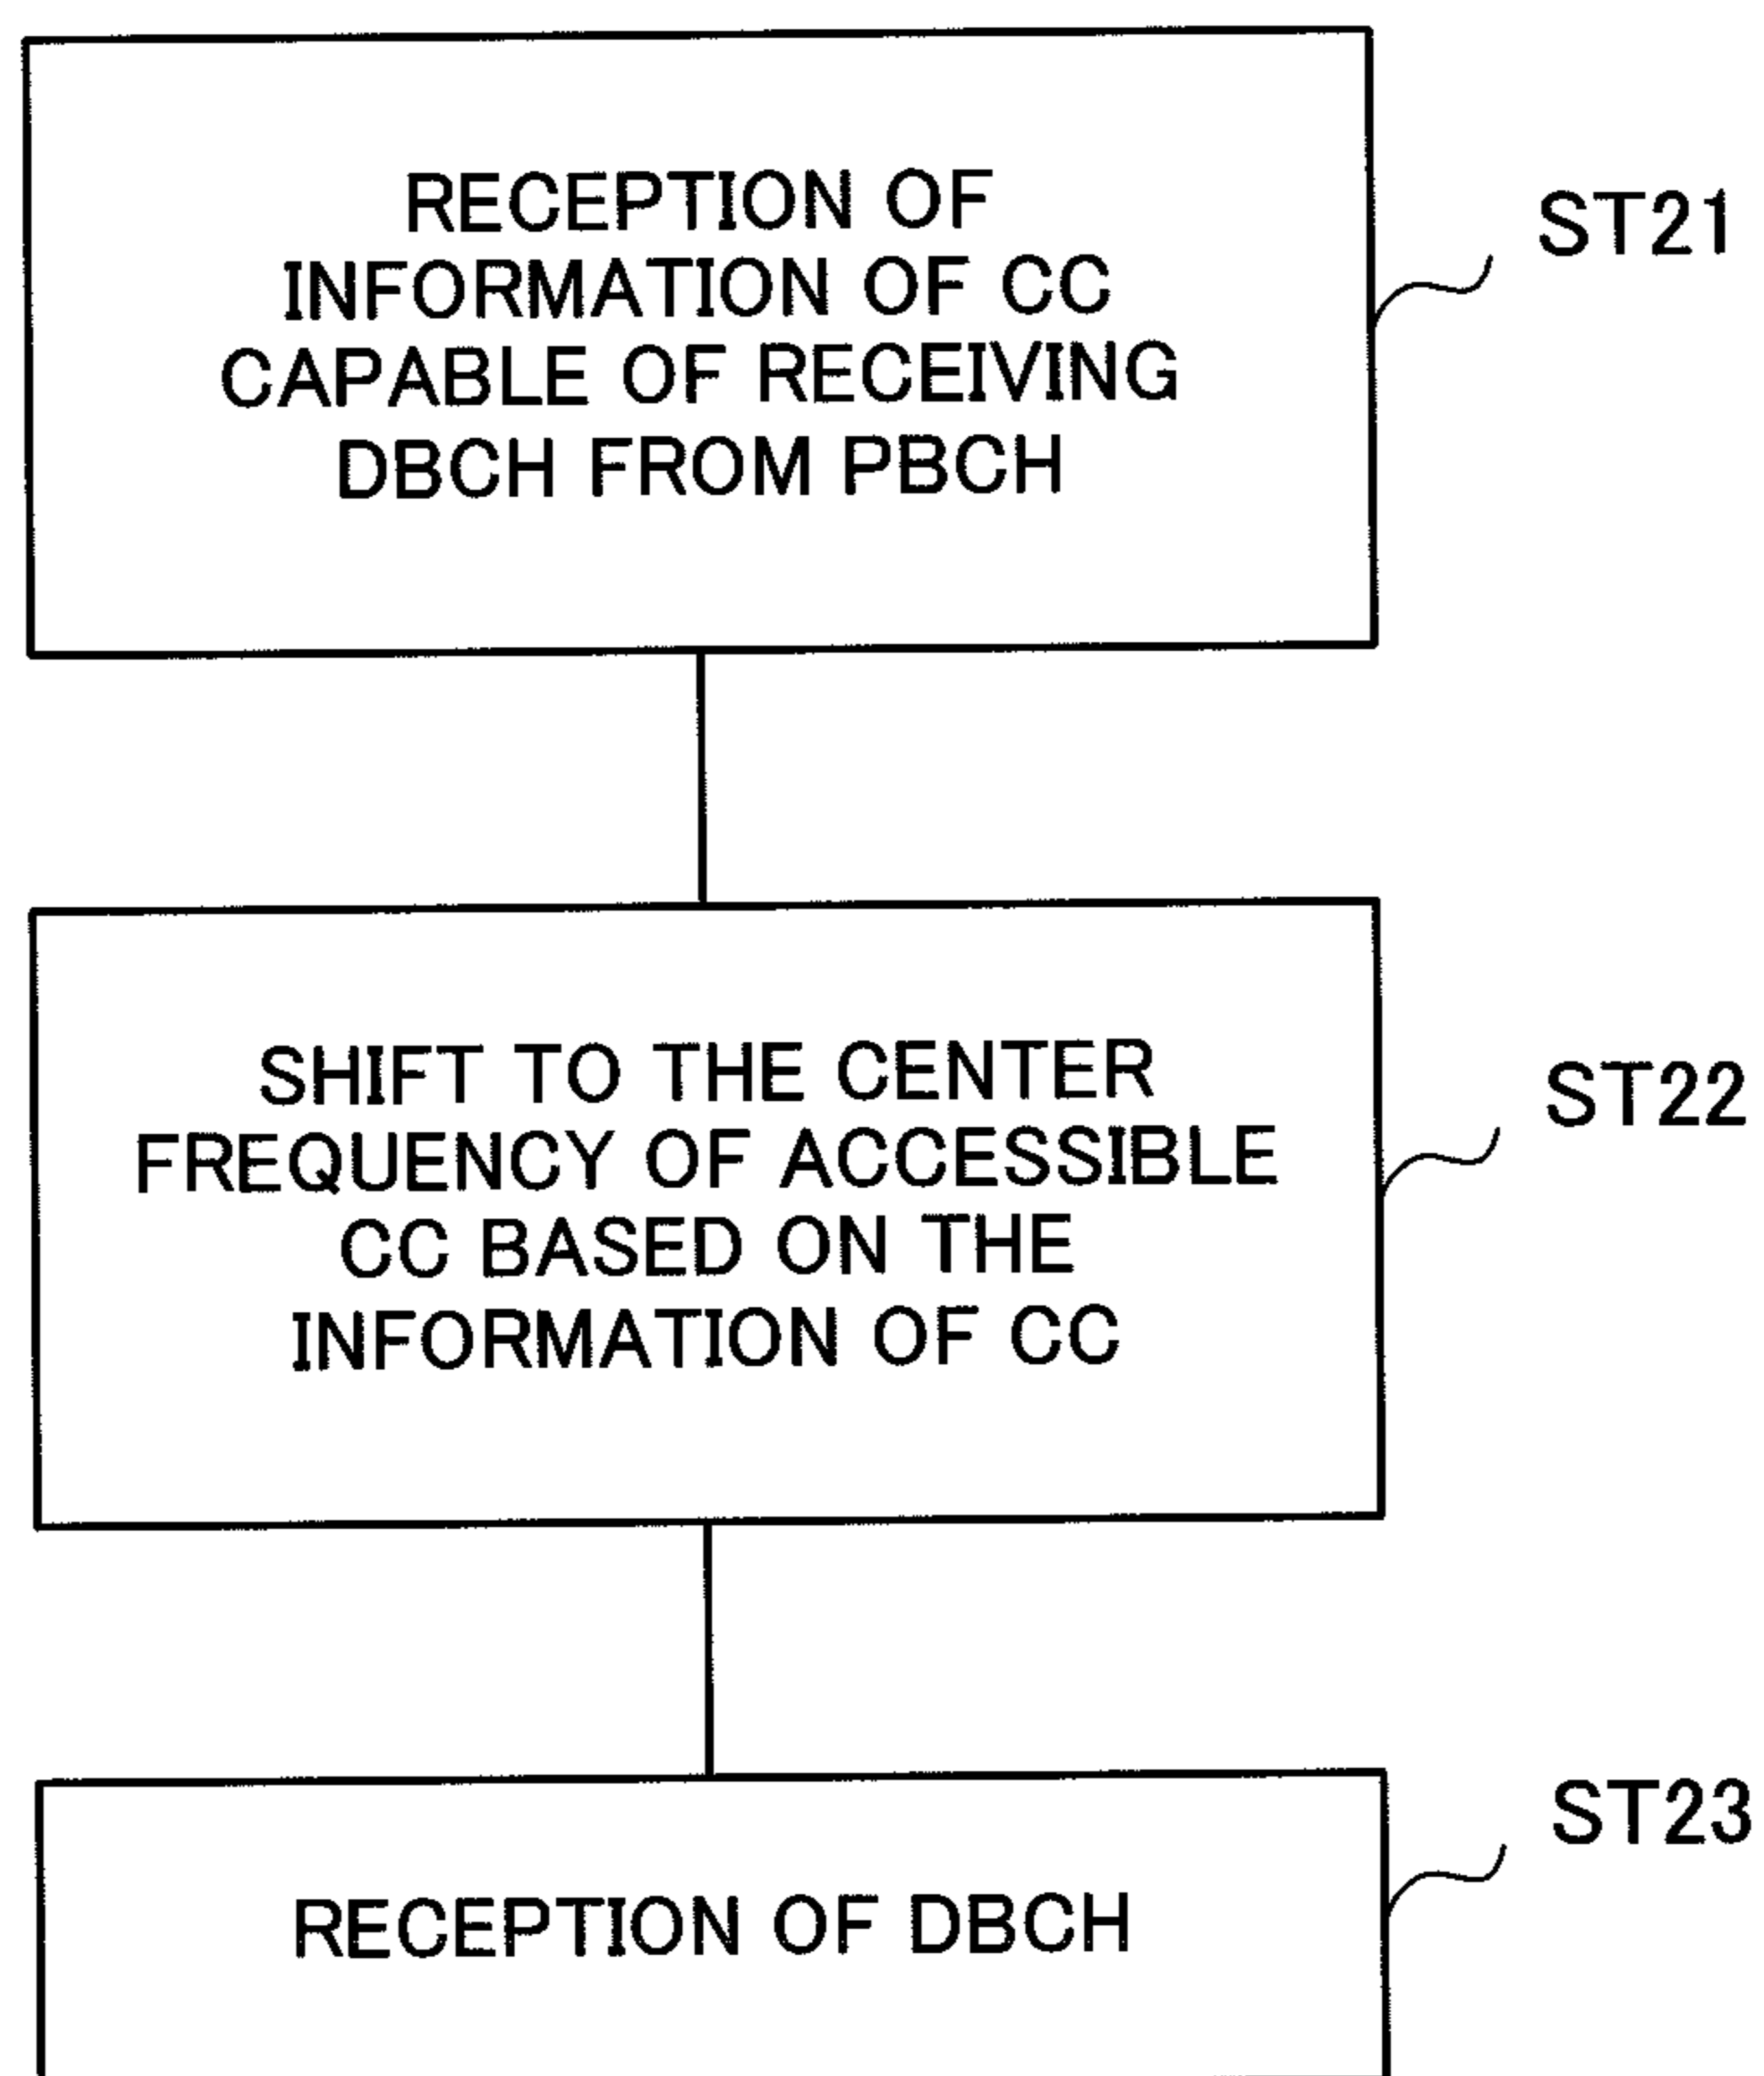 RECEPTION OF
INFORMATION OF CC
CAPABLE OF RECEIVING
DBCH FROM PBCH
ST21
SHIFT TO THE CENTER
FREQUENCY OF ACCESSIBLE
CC BASED ON THE
INFORMATION OF CC
ST22
RECEPTION OF DBCH
ST23